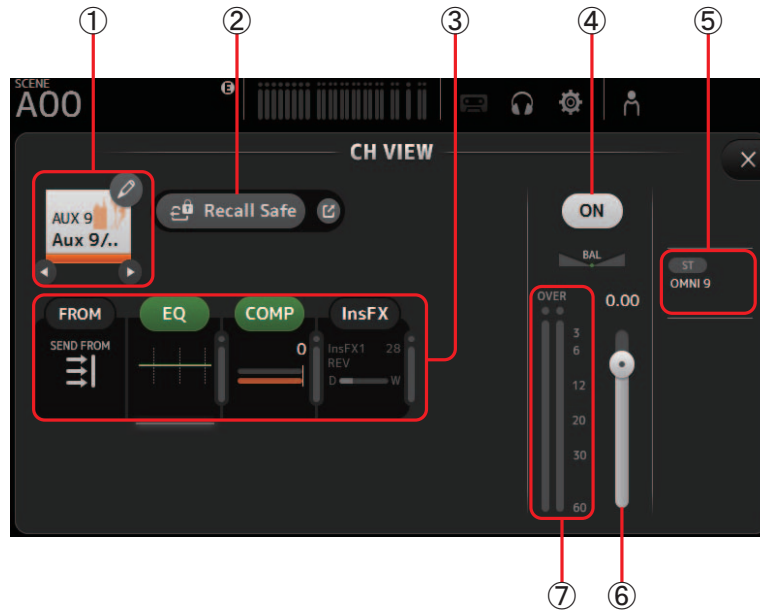 ① ② ③ ④ ⑤
SCENE
A00
E
CH VIEW
AUX 9
Aux 9/..
Recall Safe
ON
BAL
ST
OMNI 9
FROM EQ COMP InsFX
OVER 0.00
SEND FROM
0
InsFX1 28
REV
D W
3
6
12
20
30
60
⑦ ⑥